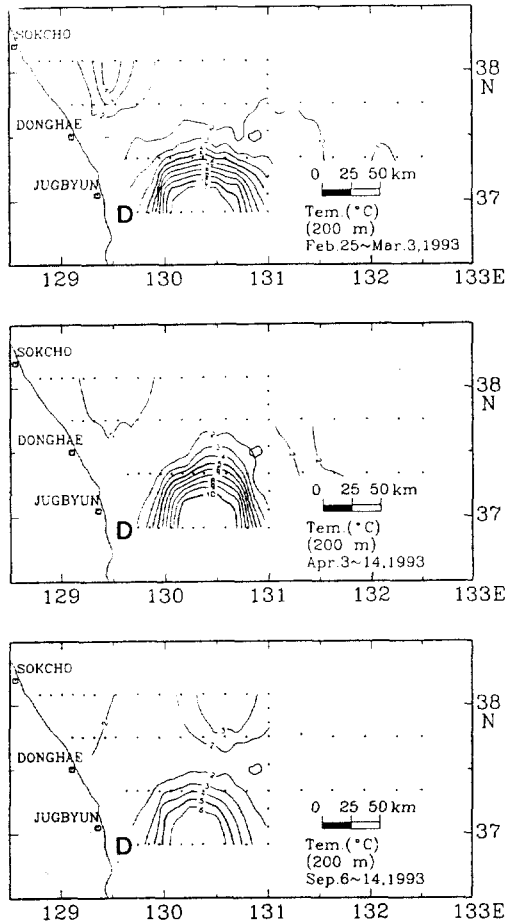 SOKCHO
38
N
DONGHAE
JUGBYUN
0 25 50 km
37
D
Tem.(°C)
(200 m)
Feb.25~Mar.3,1993
129 130 131 132 133E
SOKCHO
38
N
DONGHAE
JUGBYUN
10
0 25 50 km
37
D
Tem.(°C)
(200 m)
Apr.3~14,1993
129 130 131 132 133E
SOKCHO
38
N
DONGHAE
JUGBYUN
0 25 50 km
37
D
Tem.(°C)
(200 m)
Sep.6~14,1993
129 130 131 132 133E